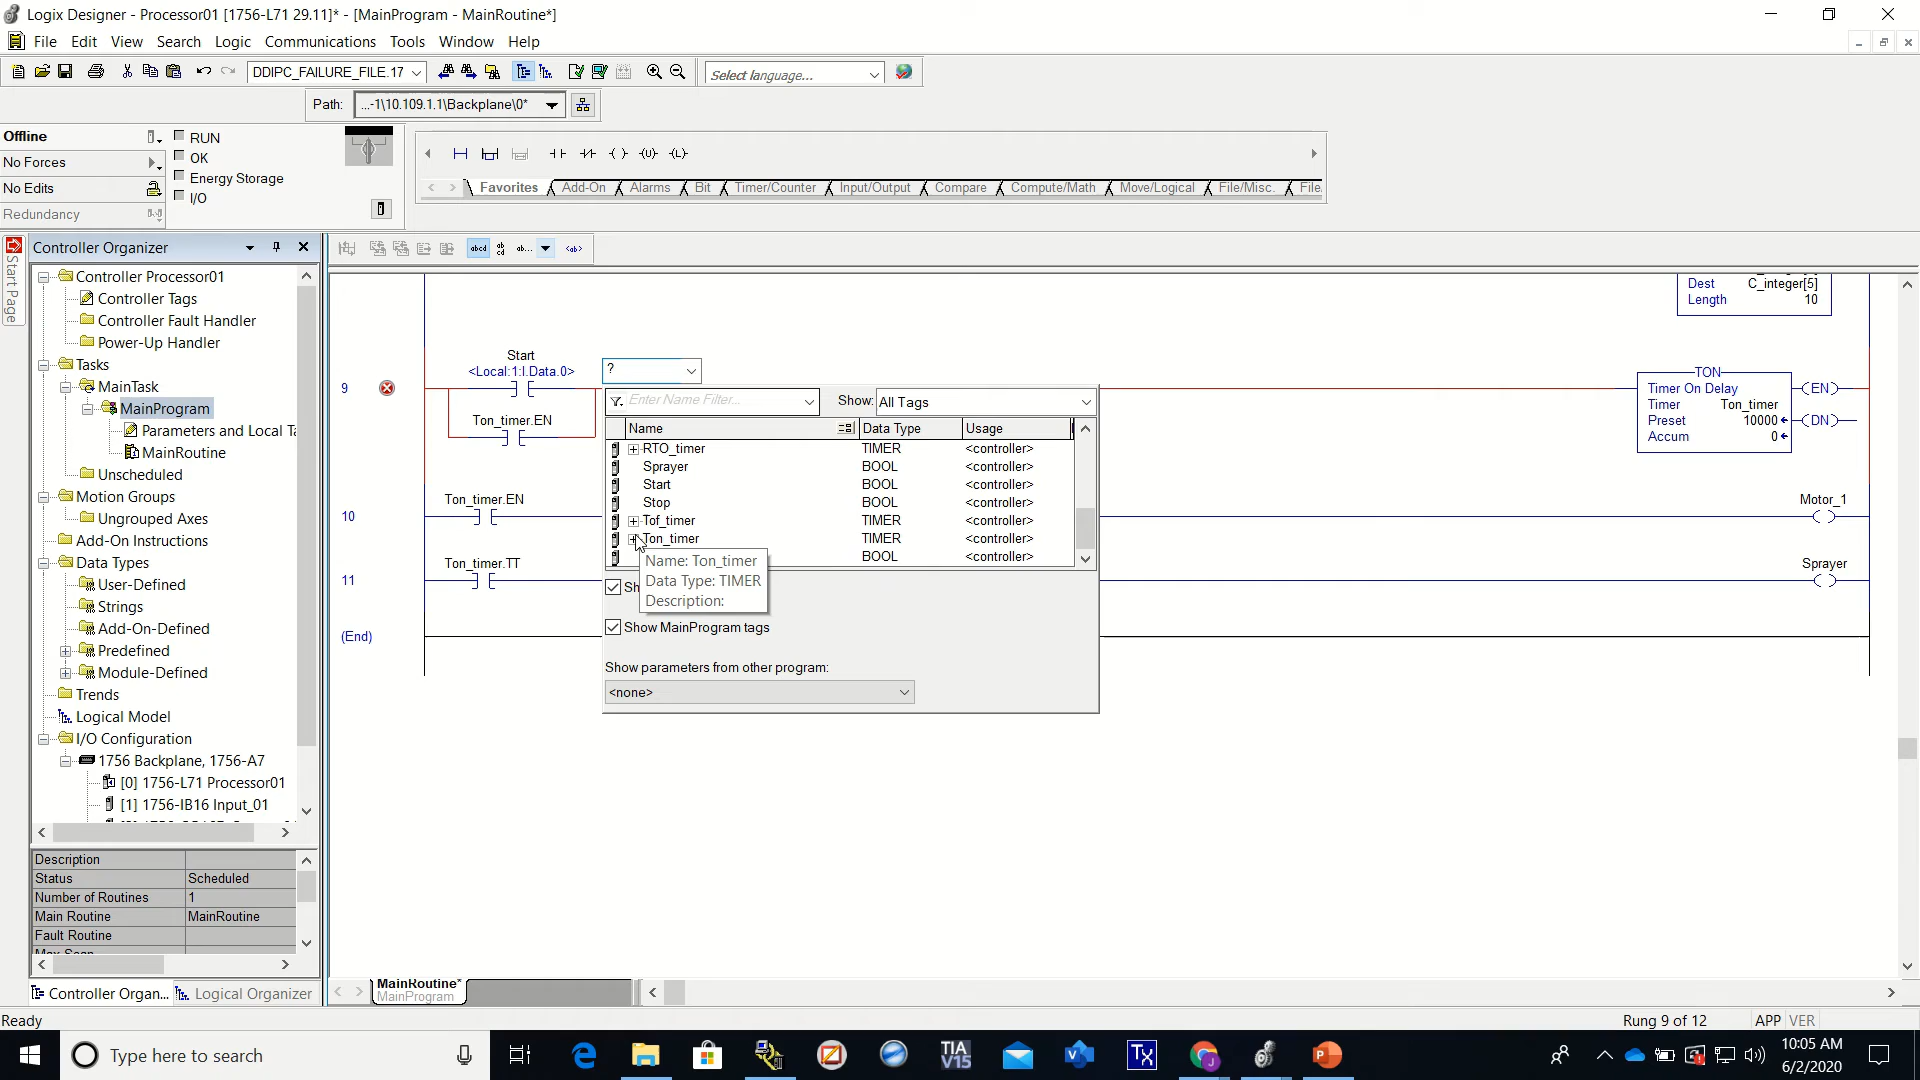 Logix Designer - Processor01 [1756-L71 29.11]* - [MainProgram - MainRoutine*]
File Edit View Search Logic Communications Tools Window Help
DDIPC_FAILURE_FILE.17
Select language...
Path: ...-1\10.109.1.1\Backplane\0*
Offline
RUN
No Forces
OK
No Edits
Energy Storage
Redundancy
I/O
Favorites Add-On Alarms Bit Timer/Counter Input/Output Compare Compute/Math Move/Logical File/Misc. File
Start Page
Controller Organizer
Controller Processor01
Controller Tags
Controller Fault Handler
Power-Up Handler
Tasks
MainTask
MainProgram
Parameters and Local Ta
MainRoutine
Unscheduled
Motion Groups
Ungrouped Axes
Add-On Instructions
Data Types
User-Defined
Strings
Add-On-Defined
Predefined
Module-Defined
Trends
Logical Model
I/O Configuration
1756 Backplane, 1756-A7
[0] 1756-L71 Processor01
[1] 1756-IB16 Input_01
Description
Status Scheduled
Number of Routines 1
Main Routine MainRoutine
Fault Routine
Controller Organ... Logical Organizer
abcd
ab
cd
ab...
<ab>
Dest C_integer[5]
Length 10
9
Start
<Local:1:I.Data.0>
Ton_timer.EN
?
Enter Name Filter...
Show: All Tags
Name Data Type Usage
RTO_timer TIMER <controller>
Sprayer BOOL <controller>
Start BOOL <controller>
Stop BOOL <controller>
Tof_timer TIMER <controller>
Ton_timer TIMER <controller>
BOOL <controller>
Name: Ton_timer
Data Type: TIMER
Description:
Sh
Show MainProgram tags
Show parameters from other program:
<none>
TON
Timer On Delay
Timer Ton_timer
Preset 10000
Accum 0
EN
DN
10
Ton_timer.EN
Motor_1
11
Ton_timer.TT
Sprayer
(End)
MainRoutine*
MainProgram
Ready
Rung 9 of 12
APP VER
Type here to search
TIA
V15
TX
10:05 AM
6/2/2020